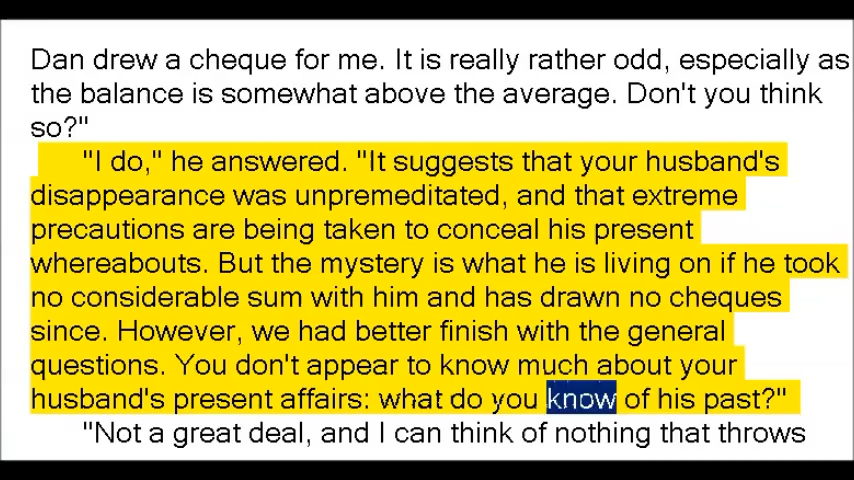 Dan drew a cheque for me. It is really rather odd, especially as
the balance is somewhat above the average. Don't you think
so?"
"I do," he answered. "It suggests that your husband's
disappearance was unpremeditated, and that extreme
precautions are being taken to conceal his present
whereabouts. But the mystery is what he is living on if he took
no considerable sum with him and has drawn no cheques
since. However, we had better finish with the general
questions. You don't appear to know much about your
husband's present affairs: what do you know of his past?"
"Not a great deal, and I can think of nothing that throws